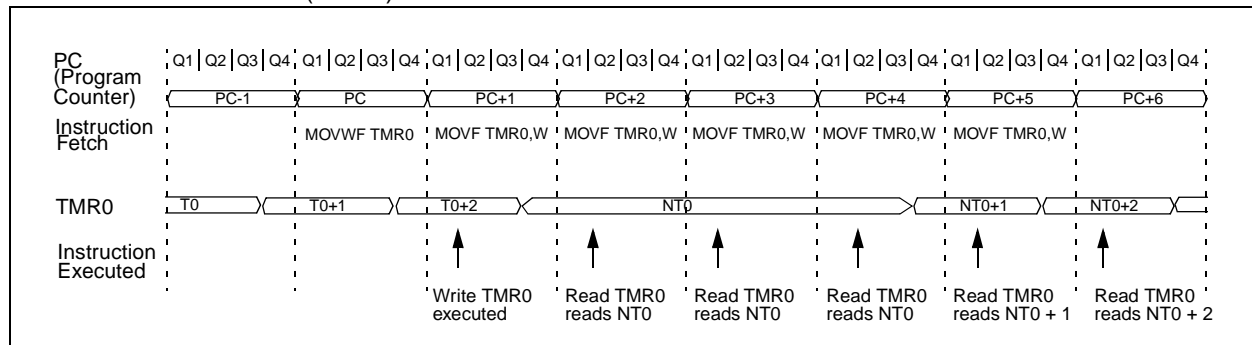 PC (Program Counter)
Q1 Q2 Q3 Q4 Q1 Q2 Q3 Q4 Q1 Q2 Q3 Q4 Q1 Q2 Q3 Q4 Q1 Q2 Q3 Q4 Q1 Q2 Q3 Q4 Q1 Q2 Q3 Q4 Q1 Q2 Q3 Q4
PC-1 PC PC+1 PC+2 PC+3 PC+4 PC+5 PC+6
Instruction Fetch
MOVWF TMR0 MOVF TMR0,W MOVF TMR0,W MOVF TMR0,W MOVF TMR0,W MOVF TMR0,W
TMR0
T0 T0+1 T0+2 NT0 NT0+1 NT0+2
Instruction Executed
Write TMR0 executed
Read TMR0 reads NT0
Read TMR0 reads NT0
Read TMR0 reads NT0
Read TMR0 reads NT0 + 1
Read TMR0 reads NT0 + 2